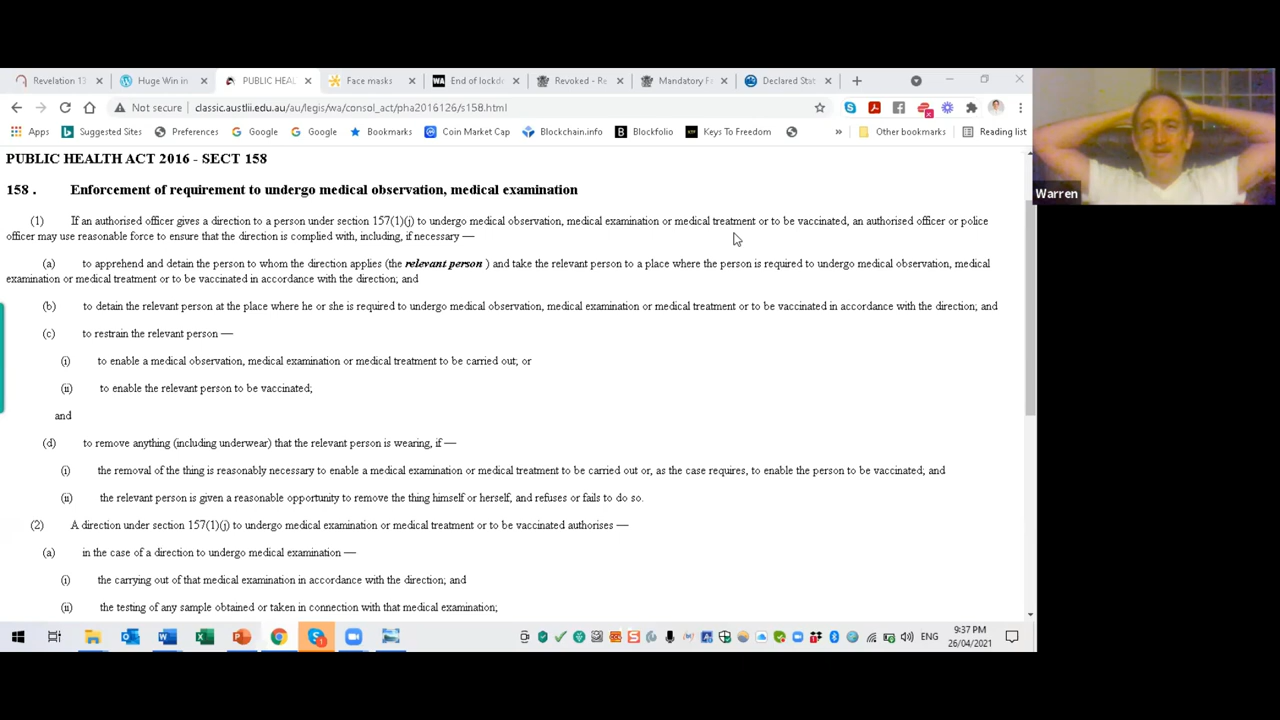 Revelation 13
Huge Win in
PUBLIC HEAL
Face masks
WA End of lockdo
Revoked - Re
Mandatory F
Declared Stat
Not secure classic.austlii.edu.au/au/legis/wa/consol_act/pha2016126/s158.html
Apps Suggested Sites Preferences Google Google Bookmarks Coin Market Cap Blockchain.info B Blockfolio KEY Keys To Freedom » Other bookmarks Reading list
PUBLIC HEALTH ACT 2016 - SECT 158
158 . Enforcement of requirement to undergo medical observation, medical examination
(1) If an authorised officer gives a direction to a person under section 157(1)(j) to undergo medical observation, medical examination or medical treatment or to be vaccinated, an authorised officer or police
officer may use reasonable force to ensure that the direction is complied with, including, if necessary —
(a) to apprehend and detain the person to whom the direction applies (the relevant person ) and take the relevant person to a place where the person is required to undergo medical observation, medical
examination or medical treatment or to be vaccinated in accordance with the direction; and
(b) to detain the relevant person at the place where he or she is required to undergo medical observation, medical examination or medical treatment or to be vaccinated in accordance with the direction; and
(c) to restrain the relevant person —
(i) to enable a medical observation, medical examination or medical treatment to be carried out; or
(ii) to enable the relevant person to be vaccinated;
and
(d) to remove anything (including underwear) that the relevant person is wearing, if —
(i) the removal of the thing is reasonably necessary to enable a medical examination or medical treatment to be carried out or, as the case requires, to enable the person to be vaccinated; and
(ii) the relevant person is given a reasonable opportunity to remove the thing himself or herself, and refuses or fails to do so.
(2) A direction under section 157(1)(j) to undergo medical examination or medical treatment or to be vaccinated authorises —
(a) in the case of a direction to undergo medical examination —
(i) the carrying out of that medical examination in accordance with the direction; and
(ii) the testing of any sample obtained or taken in connection with that medical examination;
Warren
ENG
9:37 PM
26/04/2021